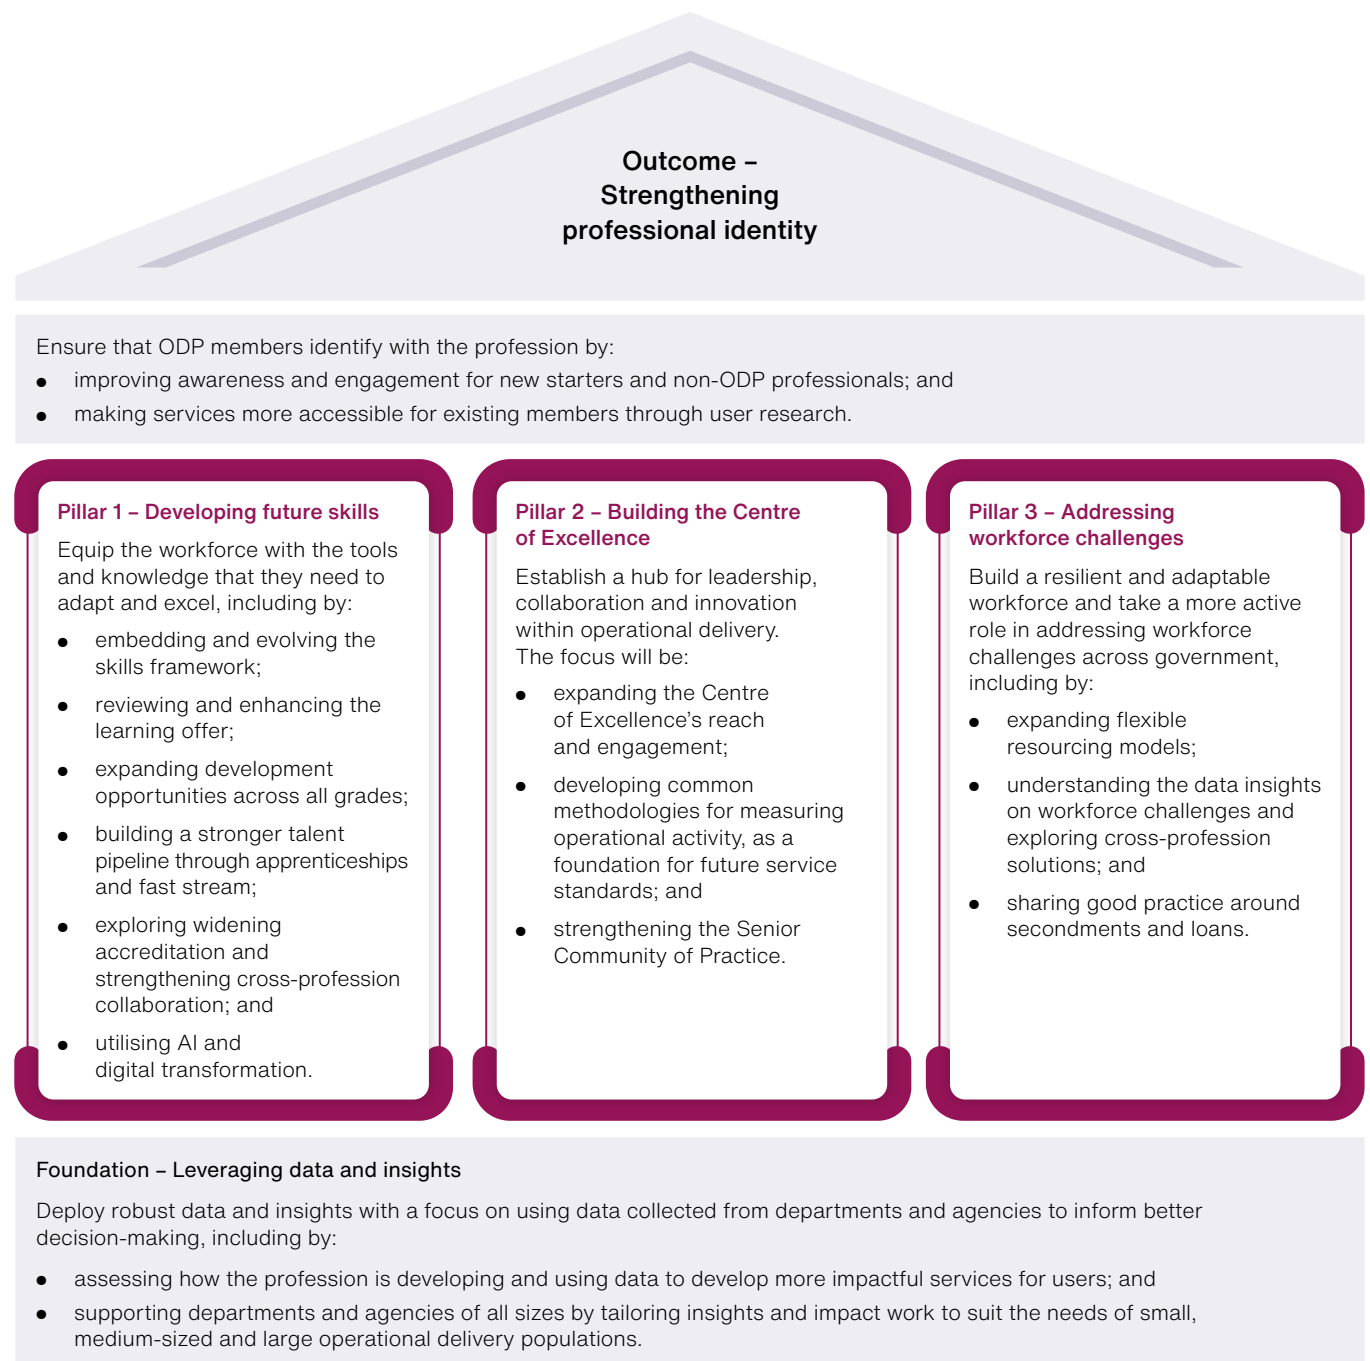 Outcome –
Strengthening
professional identity
Ensure that ODP members identify with the profession by:
● improving awareness and engagement for new starters and non-ODP professionals; and
● making services more accessible for existing members through user research.
Pillar 1 – Developing future skills
Equip the workforce with the tools
and knowledge that they need to
adapt and excel, including by:
● embedding and evolving the
skills framework;
● reviewing and enhancing the
learning offer;
● expanding development
opportunities across all grades;
● building a stronger talent
pipeline through apprenticeships
and fast stream;
● exploring widening
accreditation and
strengthening cross-profession
collaboration; and
● utilising AI and
digital transformation.
Pillar 2 – Building the Centre
of Excellence
Establish a hub for leadership,
collaboration and innovation
within operational delivery.
The focus will be:
● expanding the Centre
of Excellence’s reach
and engagement;
● developing common
methodologies for measuring
operational activity, as a
foundation for future service
standards; and
● strengthening the Senior
Community of Practice.
Pillar 3 – Addressing
workforce challenges
Build a resilient and adaptable
workforce and take a more active
role in addressing workforce
challenges across government,
including by:
● expanding flexible
resourcing models;
● understanding the data insights
on workforce challenges and
exploring cross-profession
solutions; and
● sharing good practice around
secondments and loans.
Foundation – Leveraging data and insights
Deploy robust data and insights with a focus on using data collected from departments and agencies to inform better
decision-making, including by:
● assessing how the profession is developing and using data to develop more impactful services for users; and
● supporting departments and agencies of all sizes by tailoring insights and impact work to suit the needs of small,
medium-sized and large operational delivery populations.